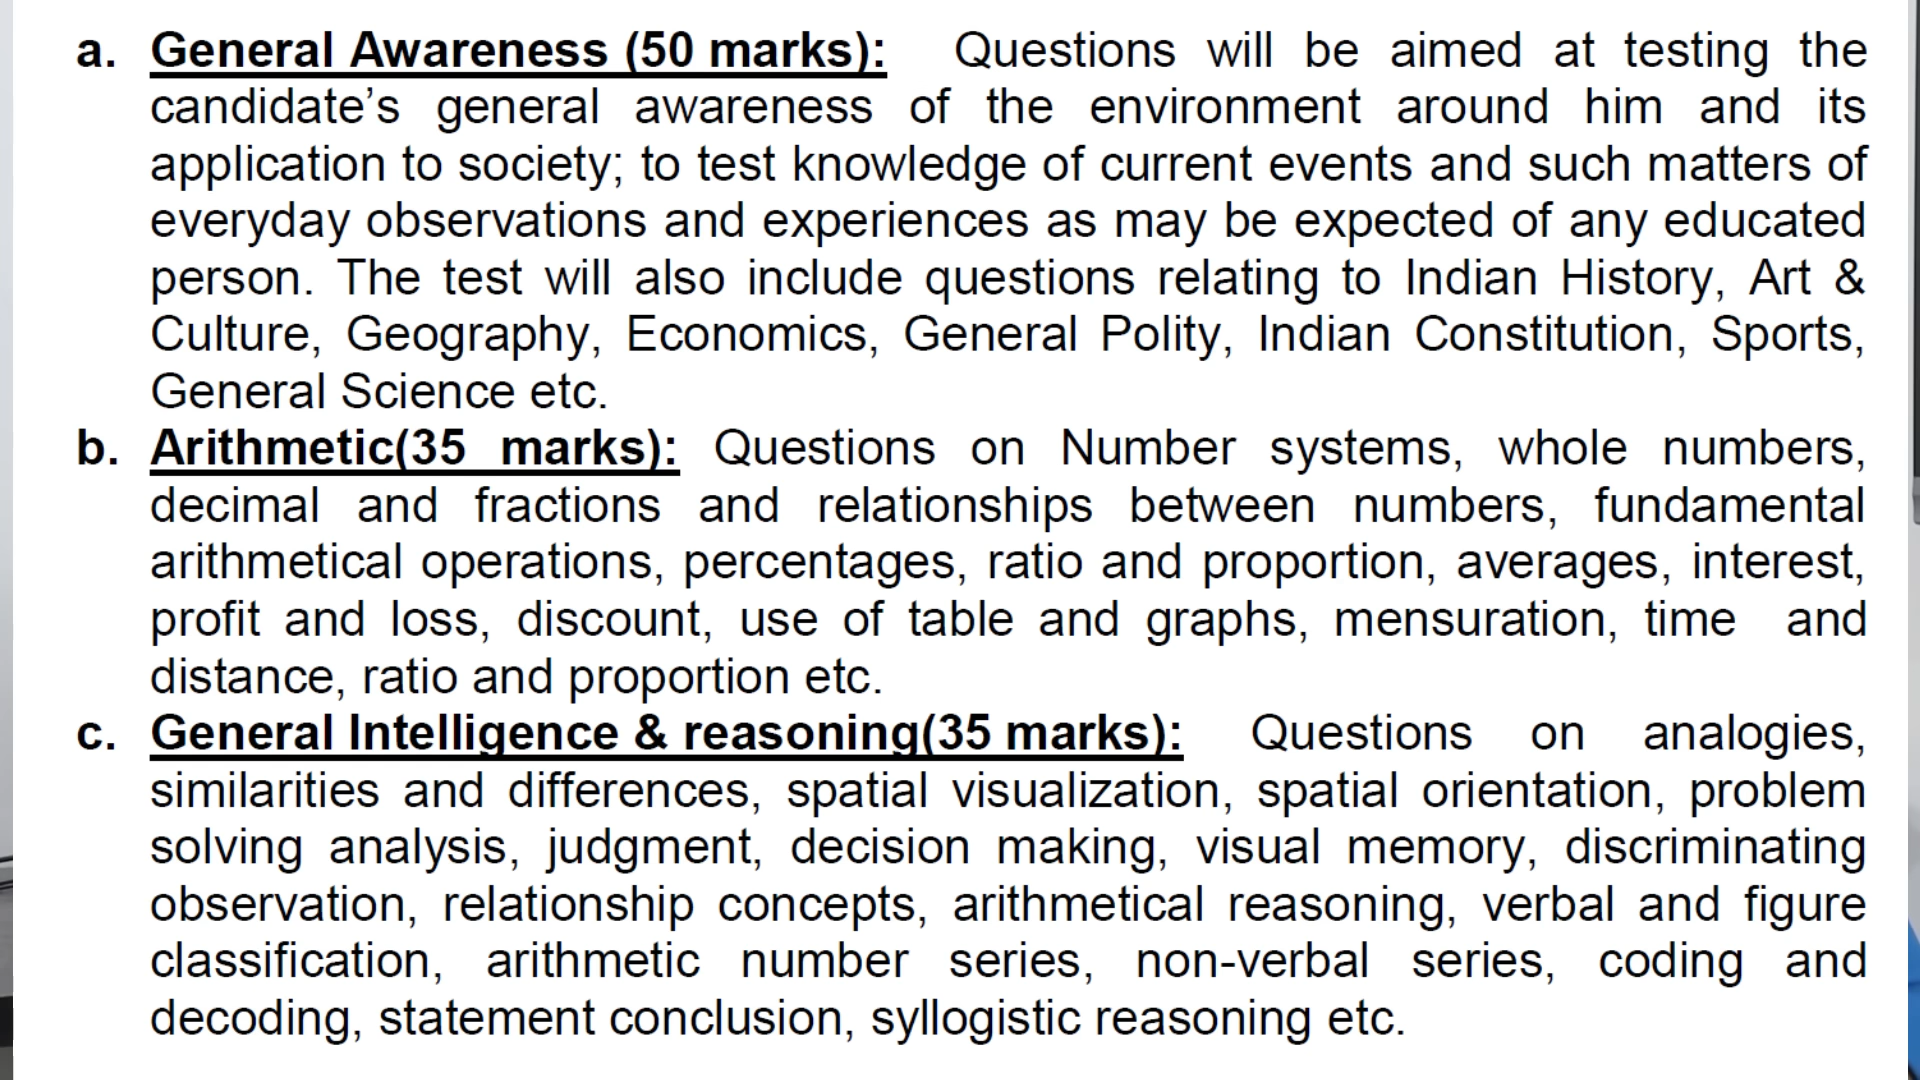 a. General Awareness (50 marks): Questions will be aimed at testing the
candidate’s general awareness of the environment around him and its
application to society; to test knowledge of current events and such matters of
everyday observations and experiences as may be expected of any educated
person. The test will also include questions relating to Indian History, Art &
Culture, Geography, Economics, General Polity, Indian Constitution, Sports,
General Science etc.
b. Arithmetic(35 marks): Questions on Number systems, whole numbers,
decimal and fractions and relationships between numbers, fundamental
arithmetical operations, percentages, ratio and proportion, averages, interest,
profit and loss, discount, use of table and graphs, mensuration, time and
distance, ratio and proportion etc.
c. General Intelligence & reasoning(35 marks): Questions on analogies,
similarities and differences, spatial visualization, spatial orientation, problem
solving analysis, judgment, decision making, visual memory, discriminating
observation, relationship concepts, arithmetical reasoning, verbal and figure
classification, arithmetic number series, non-verbal series, coding and
decoding, statement conclusion, syllogistic reasoning etc.